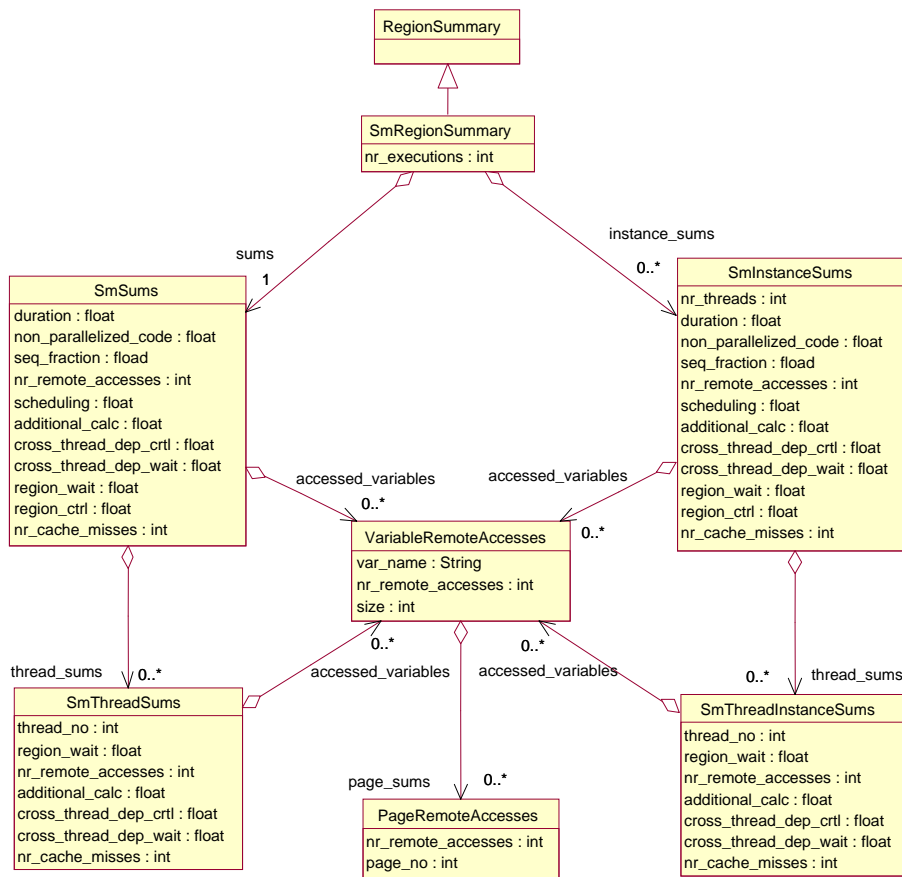 RegionSummary
SmRegionSummary
nr_executions : int
sums
1
instance_sums
0..*
SmSums
duration : float
non_parallelized_code : float
seq_fraction : fload
nr_remote_accesses : int
scheduling : float
additional_calc : float
cross_thread_dep_crtl : float
cross_thread_dep_wait : float
region_wait : float
region_ctrl : float
nr_cache_misses : int
SmInstanceSums
nr_threads : int
duration : float
non_parallelized_code : float
seq_fraction : fload
nr_remote_accesses : int
scheduling : float
additional_calc : float
cross_thread_dep_crtl : float
cross_thread_dep_wait : float
region_wait : float
region_ctrl : float
nr_cache_misses : int
accessed_variables
0..*
accessed_variables
0..*
VariableRemoteAccesses
var_name : String
nr_remote_accesses : int
size : int
thread_sums
0..*
0..*
accessed_variables
0..*
accessed_variables
0..*
thread_sums
SmThreadSums
thread_no : int
region_wait : float
nr_remote_accesses : int
additional_calc : float
cross_thread_dep_crtl : float
cross_thread_dep_wait : float
nr_cache_misses : int
page_sums
0..*
PageRemoteAccesses
nr_remote_accesses : int
page_no : int
SmThreadInstanceSums
thread_no : int
region_wait : float
nr_remote_accesses : int
additional_calc : float
cross_thread_dep_crtl : float
cross_thread_dep_wait : float
nr_cache_misses : int